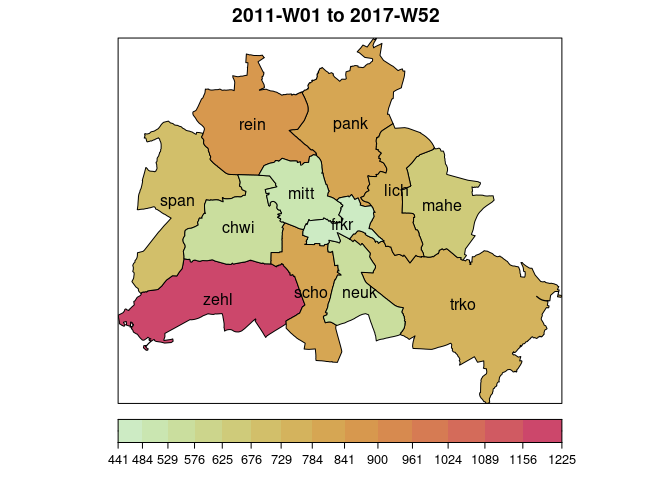 2011-W01 to 2017-W52
rein
pank
lich
mitt
span
mahe
frkr
chwi
scho
neuk
zehl
trko
441 484 529 576 625 676 729 784 841 900 961 1024 1089 1156 1225